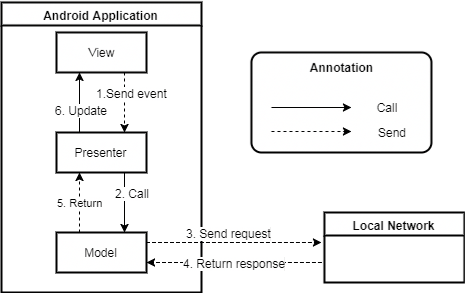 Android Application
View
1.Send event
6. Update
Presenter
2. Call
5. Return
Model
3. Send request
4. Return response
Annotation
Call
Send
Local Network